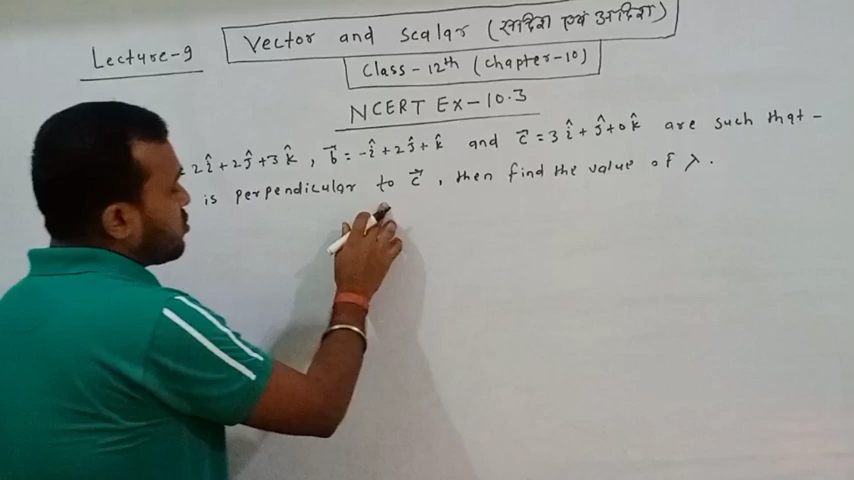 Lecture-9
Vector and scalar (सदिश एवं अदिश)
Class-12th (Chapter-10)
NCERT Ex-10.3
= 2î+2ĵ+3k̂, b⃗ = -î+2ĵ+k̂ and c⃗ = 3î+ĵ+0k̂ are such that -
is perpendicular to c⃗, then find the value of λ.